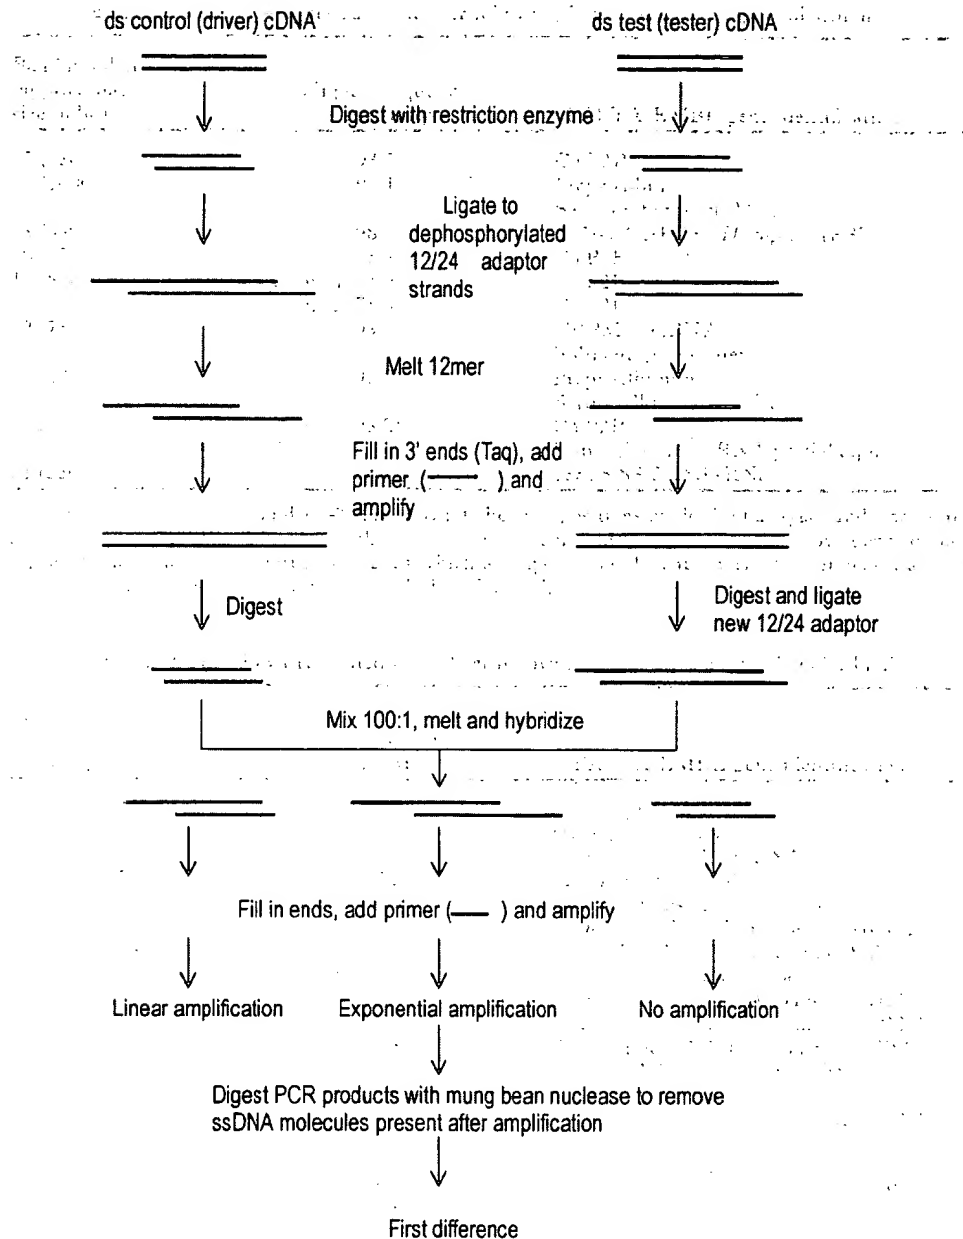 ds control (driver) cDNA
ds test (tester) cDNA
Digest with restriction enzyme
Ligate to
dephosphorylated
12/24 adaptor
strands
Melt 12mer
Fill in 3' ends (Taq), add
primer ( ) and
amplify
Digest
Digest and ligate
new 12/24 adaptor
Mix 100:1, melt and hybridize
Fill in ends, add primer ( ) and amplify
Linear amplification
Exponential amplification
No amplification
Digest PCR products with mung bean nuclease to remove
ssDNA molecules present after amplification
First difference